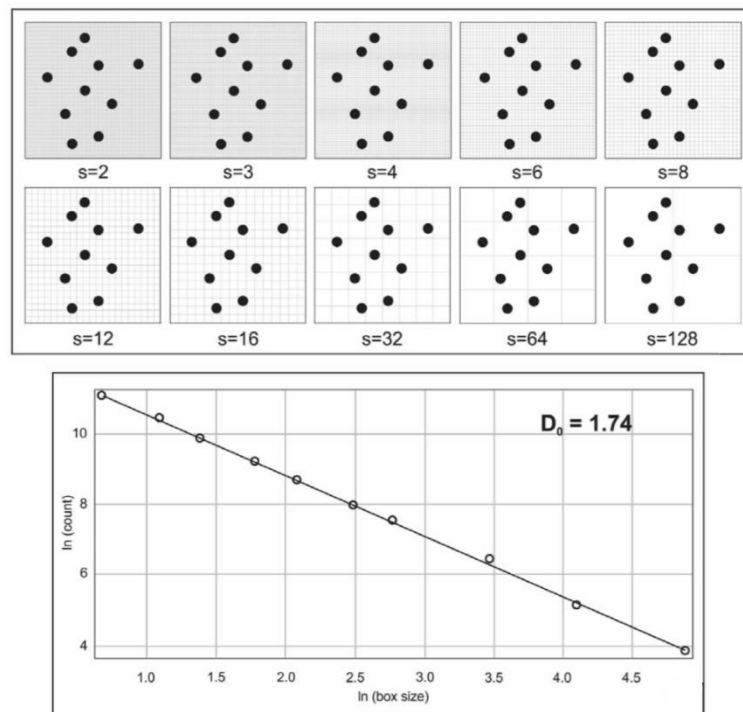 s=2 s=3 s=4 s=6 s=8
s=12 s=16 s=32 s=64 s=128
D₀ = 1.74
10
8
6
4
ln (count)
1.0 1.5 2.0 2.5 3.0 3.5 4.0 4.5
ln (box size)